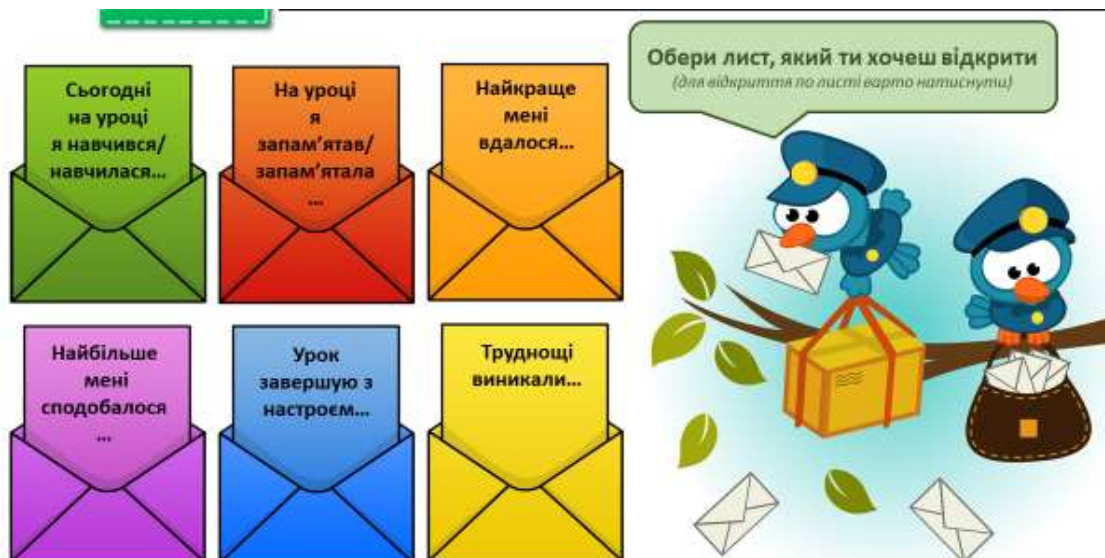 Сьогодні
на уроці
я навчився/
навчилася...
На уроці
я
запам'ятав/
запам'ятала
...
Найкраще
мені
вдалося...
Обери лист, який ти хочеш відкрити
(для відкриття по листі варто натиснути)
Найбільше
мені
сподобалося
...
Урок
завершую з
настроєм...
Труднощі
виникали...